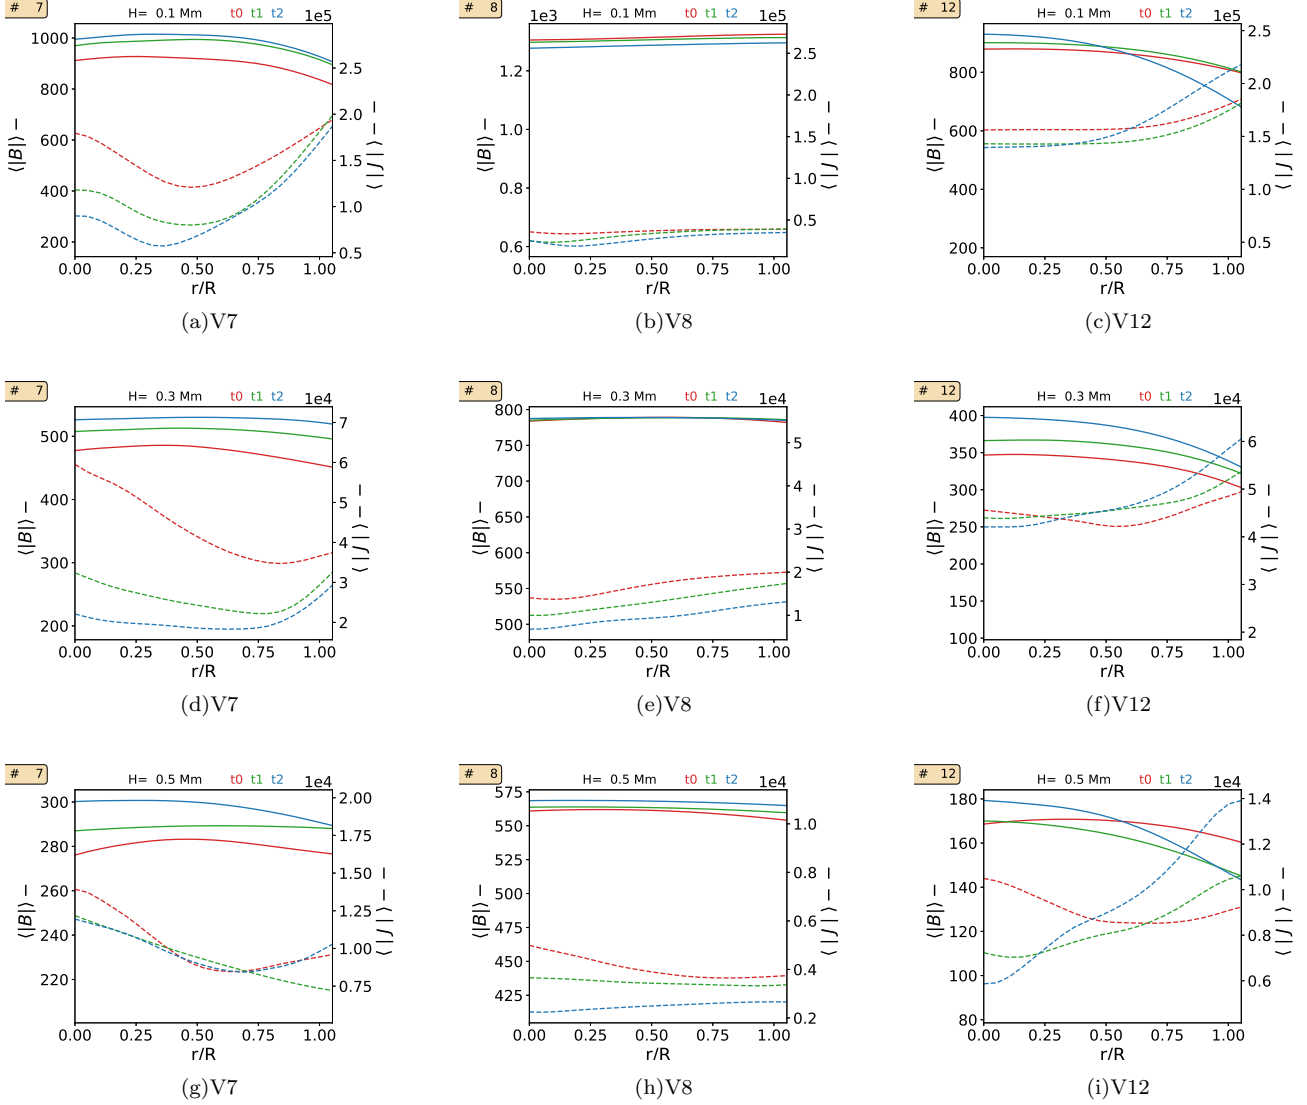 # 7 H= 0.1 Mm t0 t1 t2 1e5
1000
800
600
400
200
2.5
2.0
1.5
1.0
0.5
⟨|B|⟩ —
⟨|J|⟩ — —
0.00 0.25 0.50 0.75 1.00
r/R
(a)V7
# 8 1e3 H= 0.1 Mm t0 t1 t2 1e5
1.2
1.0
0.8
0.6
2.5
2.0
1.5
1.0
0.5
⟨|B|⟩ —
⟨|J|⟩ — —
0.00 0.25 0.50 0.75 1.00
r/R
(b)V8
# 12 H= 0.1 Mm t0 t1 t2 1e5
800
600
400
200
2.5
2.0
1.5
1.0
0.5
⟨|B|⟩ —
⟨|J|⟩ — —
0.00 0.25 0.50 0.75 1.00
r/R
(c)V12
# 7 H= 0.3 Mm t0 t1 t2 1e4
500
400
300
200
7
6
5
4
3
2
⟨|B|⟩ —
⟨|J|⟩ — —
0.00 0.25 0.50 0.75 1.00
r/R
(d)V7
# 8 H= 0.3 Mm t0 t1 t2 1e4
800
750
700
650
600
550
500
5
4
3
2
1
⟨|B|⟩ —
⟨|J|⟩ — —
0.00 0.25 0.50 0.75 1.00
r/R
(e)V8
# 12 H= 0.3 Mm t0 t1 t2 1e4
400
350
300
250
200
150
100
6
5
4
3
2
⟨|B|⟩ —
⟨|J|⟩ — —
0.00 0.25 0.50 0.75 1.00
r/R
(f)V12
# 7 H= 0.5 Mm t0 t1 t2 1e4
300
280
260
240
220
2.00
1.75
1.50
1.25
1.00
0.75
⟨|B|⟩ —
⟨|J|⟩ — —
0.00 0.25 0.50 0.75 1.00
r/R
(g)V7
# 8 H= 0.5 Mm t0 t1 t2 1e4
575
550
525
500
475
450
425
1.0
0.8
0.6
0.4
0.2
⟨|B|⟩ —
⟨|J|⟩ — —
0.00 0.25 0.50 0.75 1.00
r/R
(h)V8
# 12 H= 0.5 Mm t0 t1 t2 1e4
180
160
140
120
100
80
1.4
1.2
1.0
0.8
0.6
⟨|B|⟩ —
⟨|J|⟩ — —
0.00 0.25 0.50 0.75 1.00
r/R
(i)V12